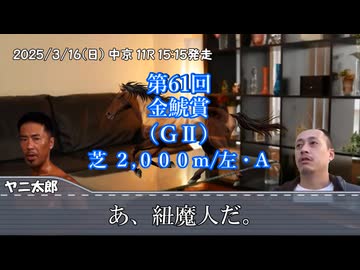 2025/3/16(日) 中京 11R 15:15発走
第61回
金鯱賞
（GⅡ）
芝 2,000m/左・A
ヤニ太郎
あ、紐魔人だ。